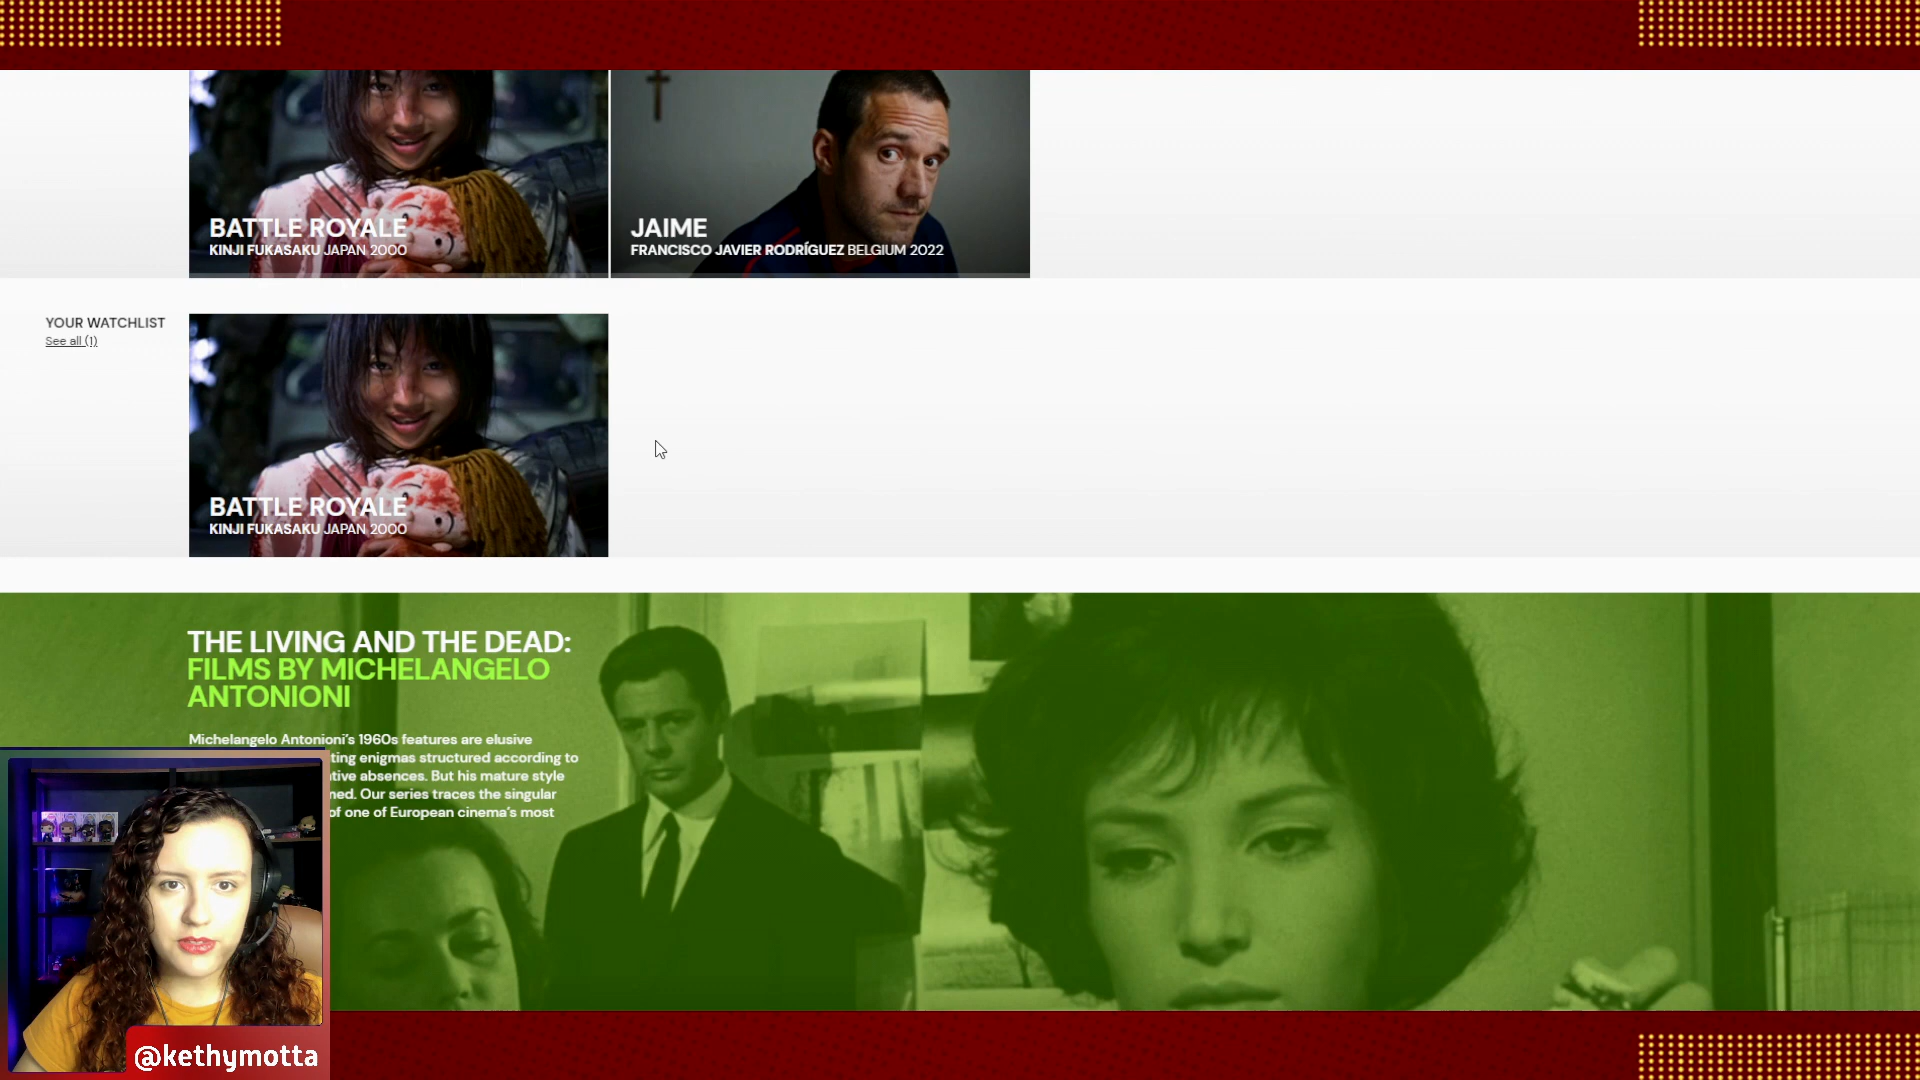 BATTLE ROYALE
KINJI FUKASAKU JAPAN 2000
JAIME
FRANCISCO JAVIER RODRÍGUEZ BELGIUM 2022
YOUR WATCHLIST
See all (1)
BATTLE ROYALE
KINJI FUKASAKU JAPAN 2000
THE LIVING AND THE DEAD:
FILMS BY MICHELANGELO
ANTONIONI
Michelangelo Antonioni's 1960s features are elusive
enigmas structured according to
absences. But his mature style
Our series traces the singular
of one of European cinema's most
@kethymotta